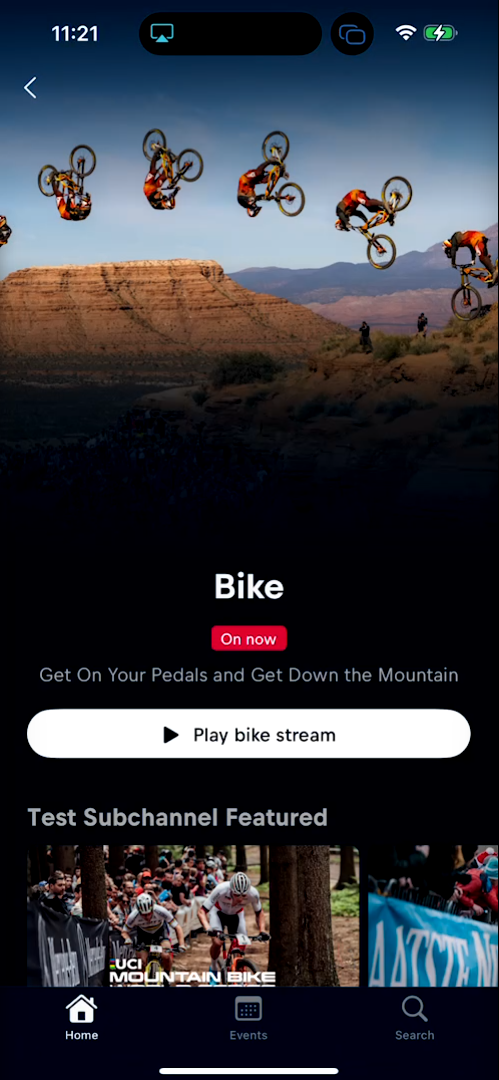 11:21
Bike
On now
Get On Your Pedals and Get Down the Mountain
Play bike stream
Test Subchannel Featured
UCI
MOUNTAIN BIKE
Home
Events
Search